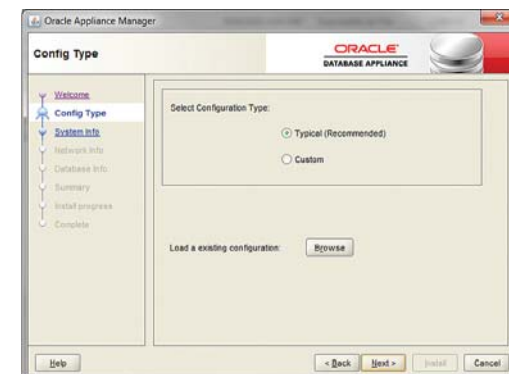 Oracle Appliance Manager
Config Type
ORACLE
DATABASE APPLIANCE
Welcome
Config Type
System Info
Network Info
Database Info
Summary
Install progress
Complete
Select Configuration Type:
Typical (Recommended)
Custom
Load a existing configuration:
Browse
Help
< Back
Next >
Install
Cancel